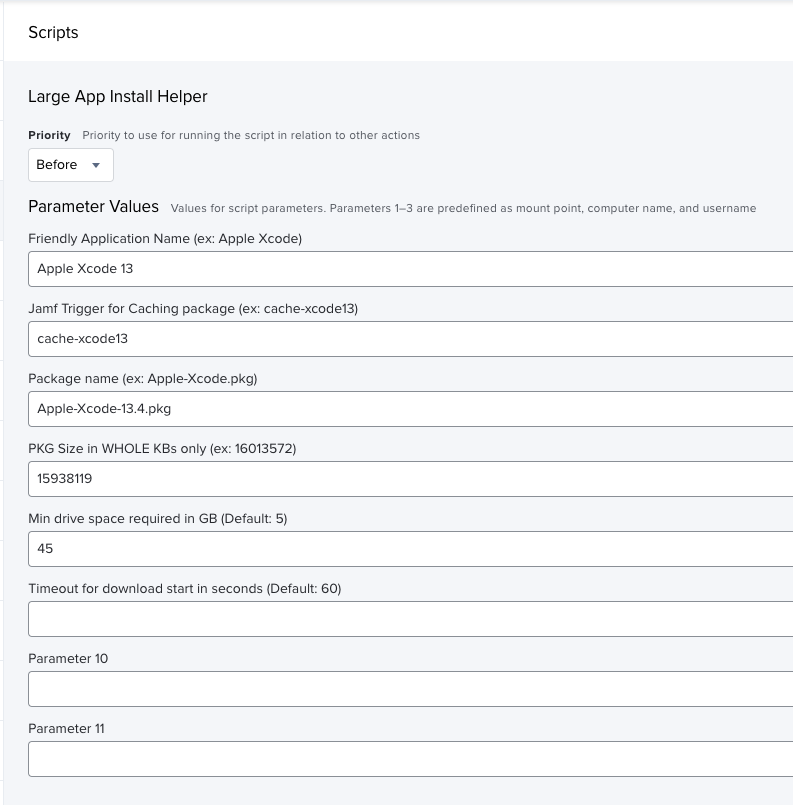 Scripts
Large App Install Helper
Priority Priority to use for running the script in relation to other actions
Before
Parameter Values Values for script parameters. Parameters 1–3 are predefined as mount point, computer name, and username
Friendly Application Name (ex: Apple Xcode)
Apple Xcode 13
Jamf Trigger for Caching package (ex: cache-xcode13)
cache-xcode13
Package name (ex: Apple-Xcode.pkg)
Apple-Xcode-13.4.pkg
PKG Size in WHOLE KBs only (ex: 16013572)
15938119
Min drive space required in GB (Default: 5)
45
Timeout for download start in seconds (Default: 60)
Parameter 10
Parameter 11